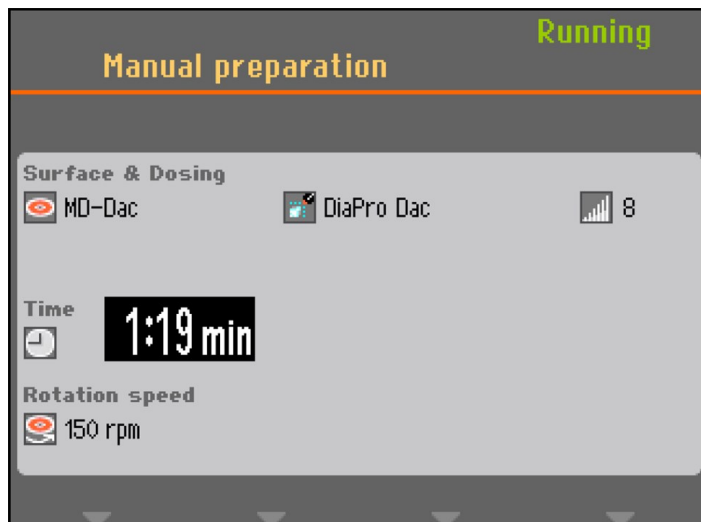 Running
Manual preparation
Surface & Dosing
MD-Dac DiaPro Dac 8
Time
1:19 min
Rotation speed
150 rpm